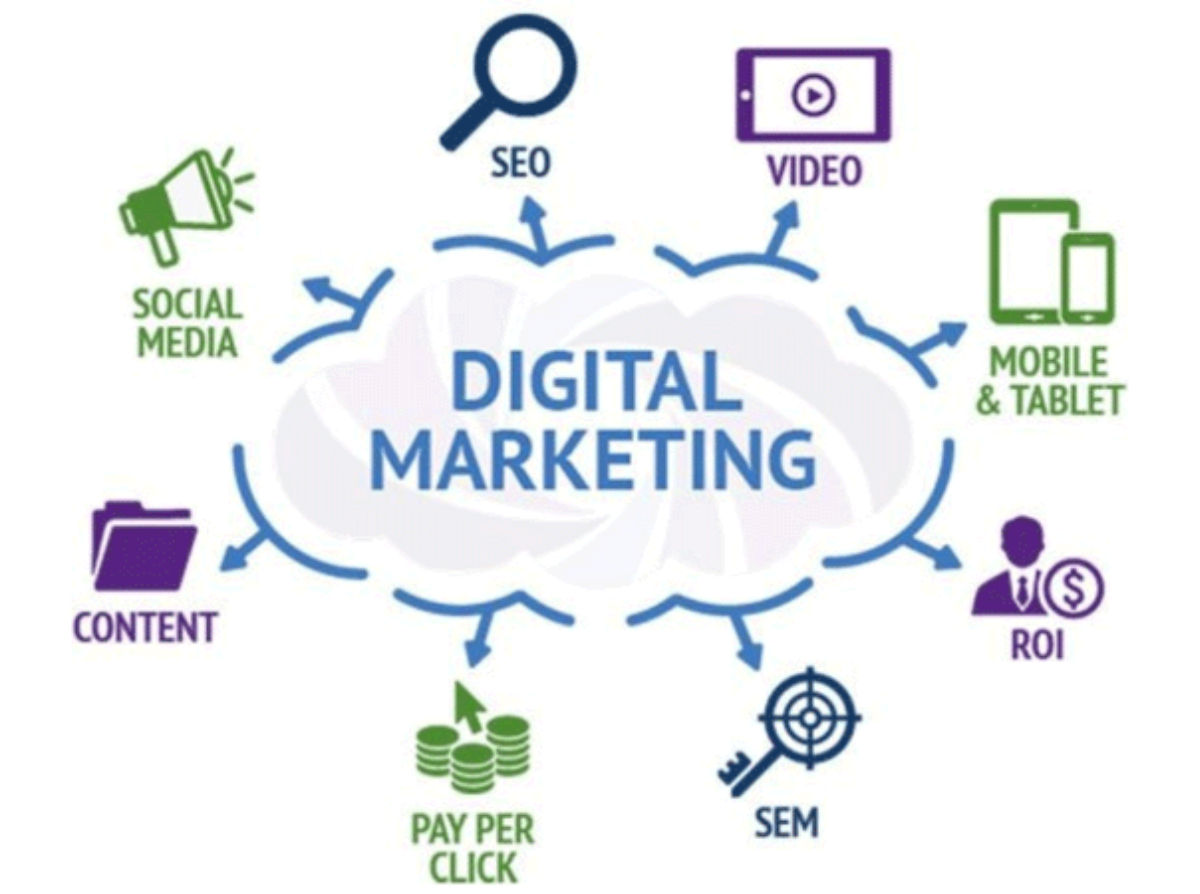 SEO
VIDEO
SOCIAL
MEDIA
MOBILE
& TABLET
DIGITAL
MARKETING
CONTENT
$
ROI
PAY PER
CLICK
SEM